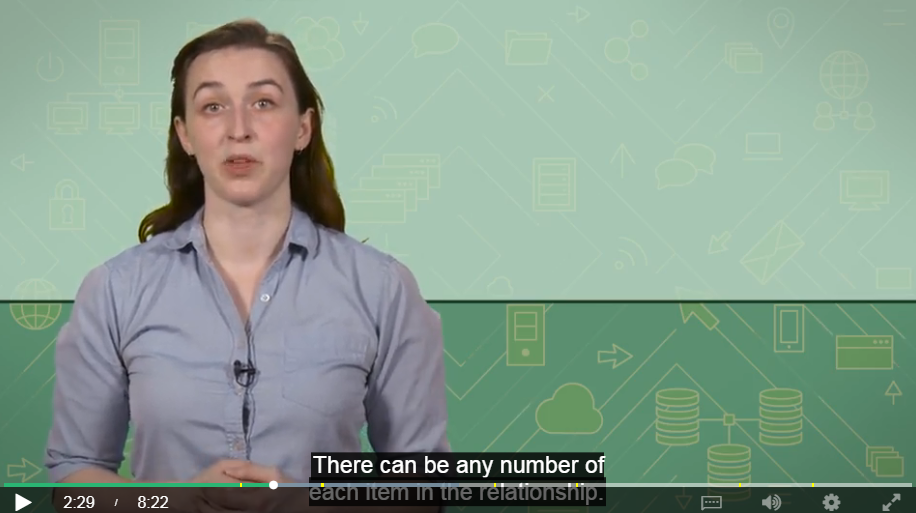 There can be any number of
each item in the relationship.
2:29 / 8:22